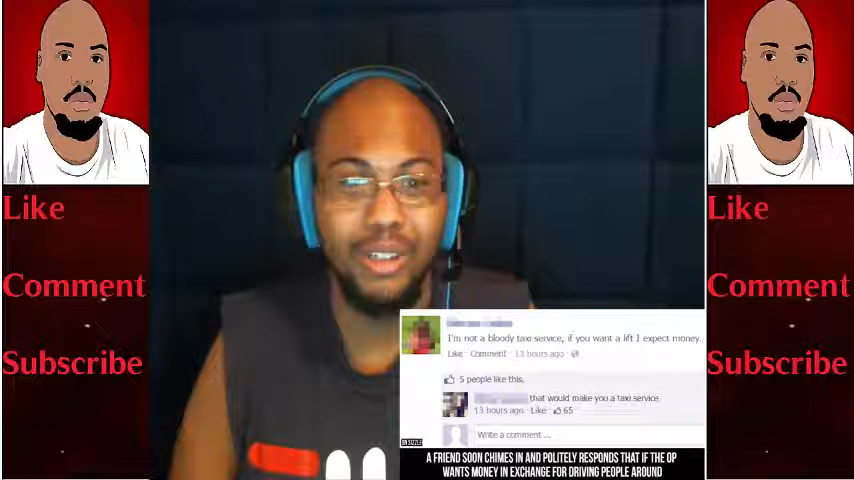 Like
Comment
Subscribe
I'm not a bloody taxi service, if you want a lift I expect money.
Like · Comment · 13 hours ago ·
5 people like this.
that would make you a taxi service
13 hours ago · Like · 65
Write a comment ...
A FRIEND SOON CHIMES IN AND POLITELY RESPONDS THAT IF THE OP
WANTS MONEY IN EXCHANGE FOR DRIVING PEOPLE AROUND
Like
Comment
Subscribe